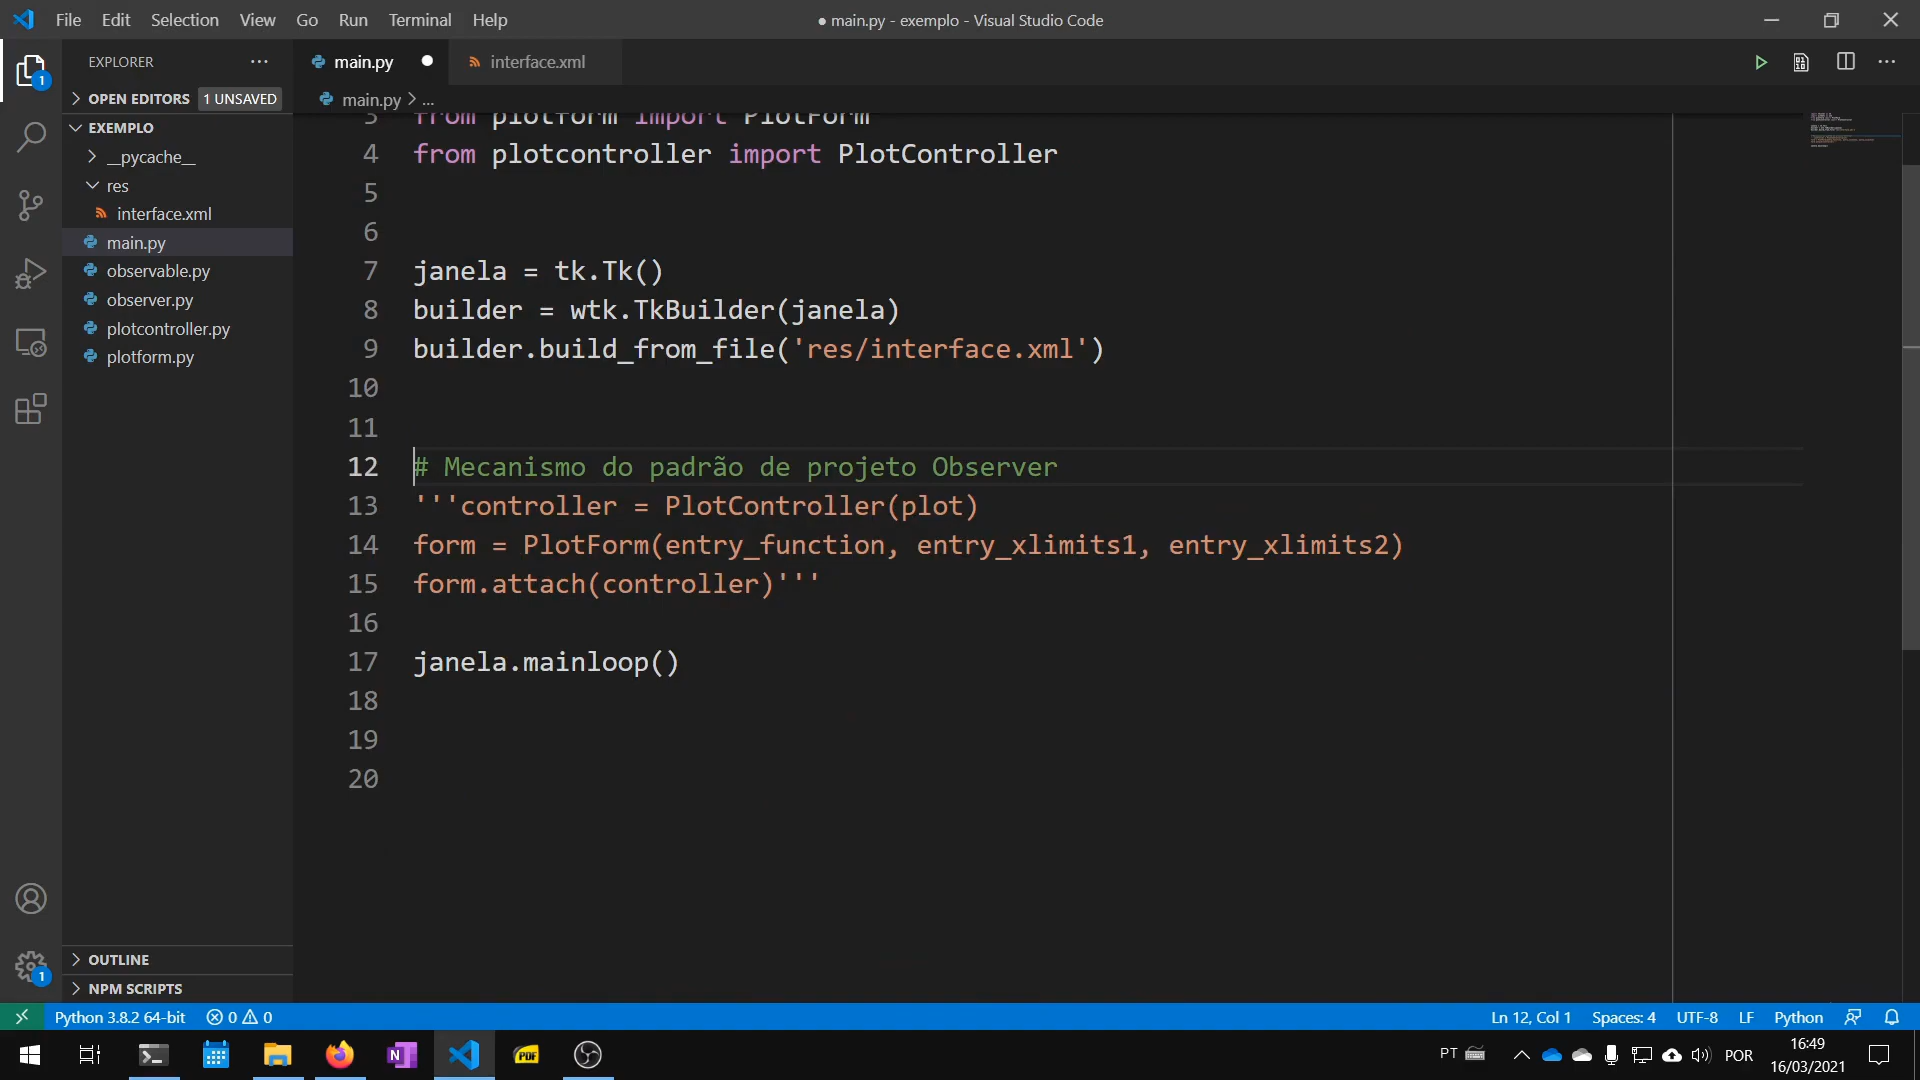 File Edit Selection View Go Run Terminal Help
● main.py - exemplo - Visual Studio Code
EXPLORER
main.py
interface.xml
1
OPEN EDITORS 1 UNSAVED
main.py > ...
EXEMPLO
__pycache__
res
interface.xml
main.py
observable.py
observer.py
plotcontroller.py
plotform.py
3 from plotform import PlotForm
4 from plotcontroller import PlotController
5
6
7 janela = tk.Tk()
8 builder = wtk.TkBuilder(janela)
9 builder.build_from_file('res/interface.xml')
10
11
12 # Mecanismo do padrão de projeto Observer
13 '''controller = PlotController(plot)
14 form = PlotForm(entry_function, entry_xlimits1, entry_xlimits2)
15 form.attach(controller)'''
16
17 janela.mainloop()
18
19
20
OUTLINE
1
NPM SCRIPTS
Python 3.8.2 64-bit 0 0 Ln 12, Col 1 Spaces: 4 UTF-8 LF Python
N PDF PT POR
16:49
16/03/2021